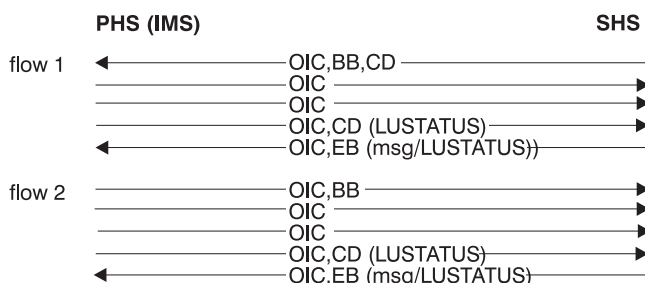 PHS (IMS) SHS
flow 1 OIC,BB,CD
OIC
OIC
OIC,CD (LUSTATUS)
OIC,EB (msg/LUSTATUS))
flow 2 OIC,BB
OIC
OIC
OIC,CD (LUSTATUS)
OIC,EB (msg/LUSTATUS)